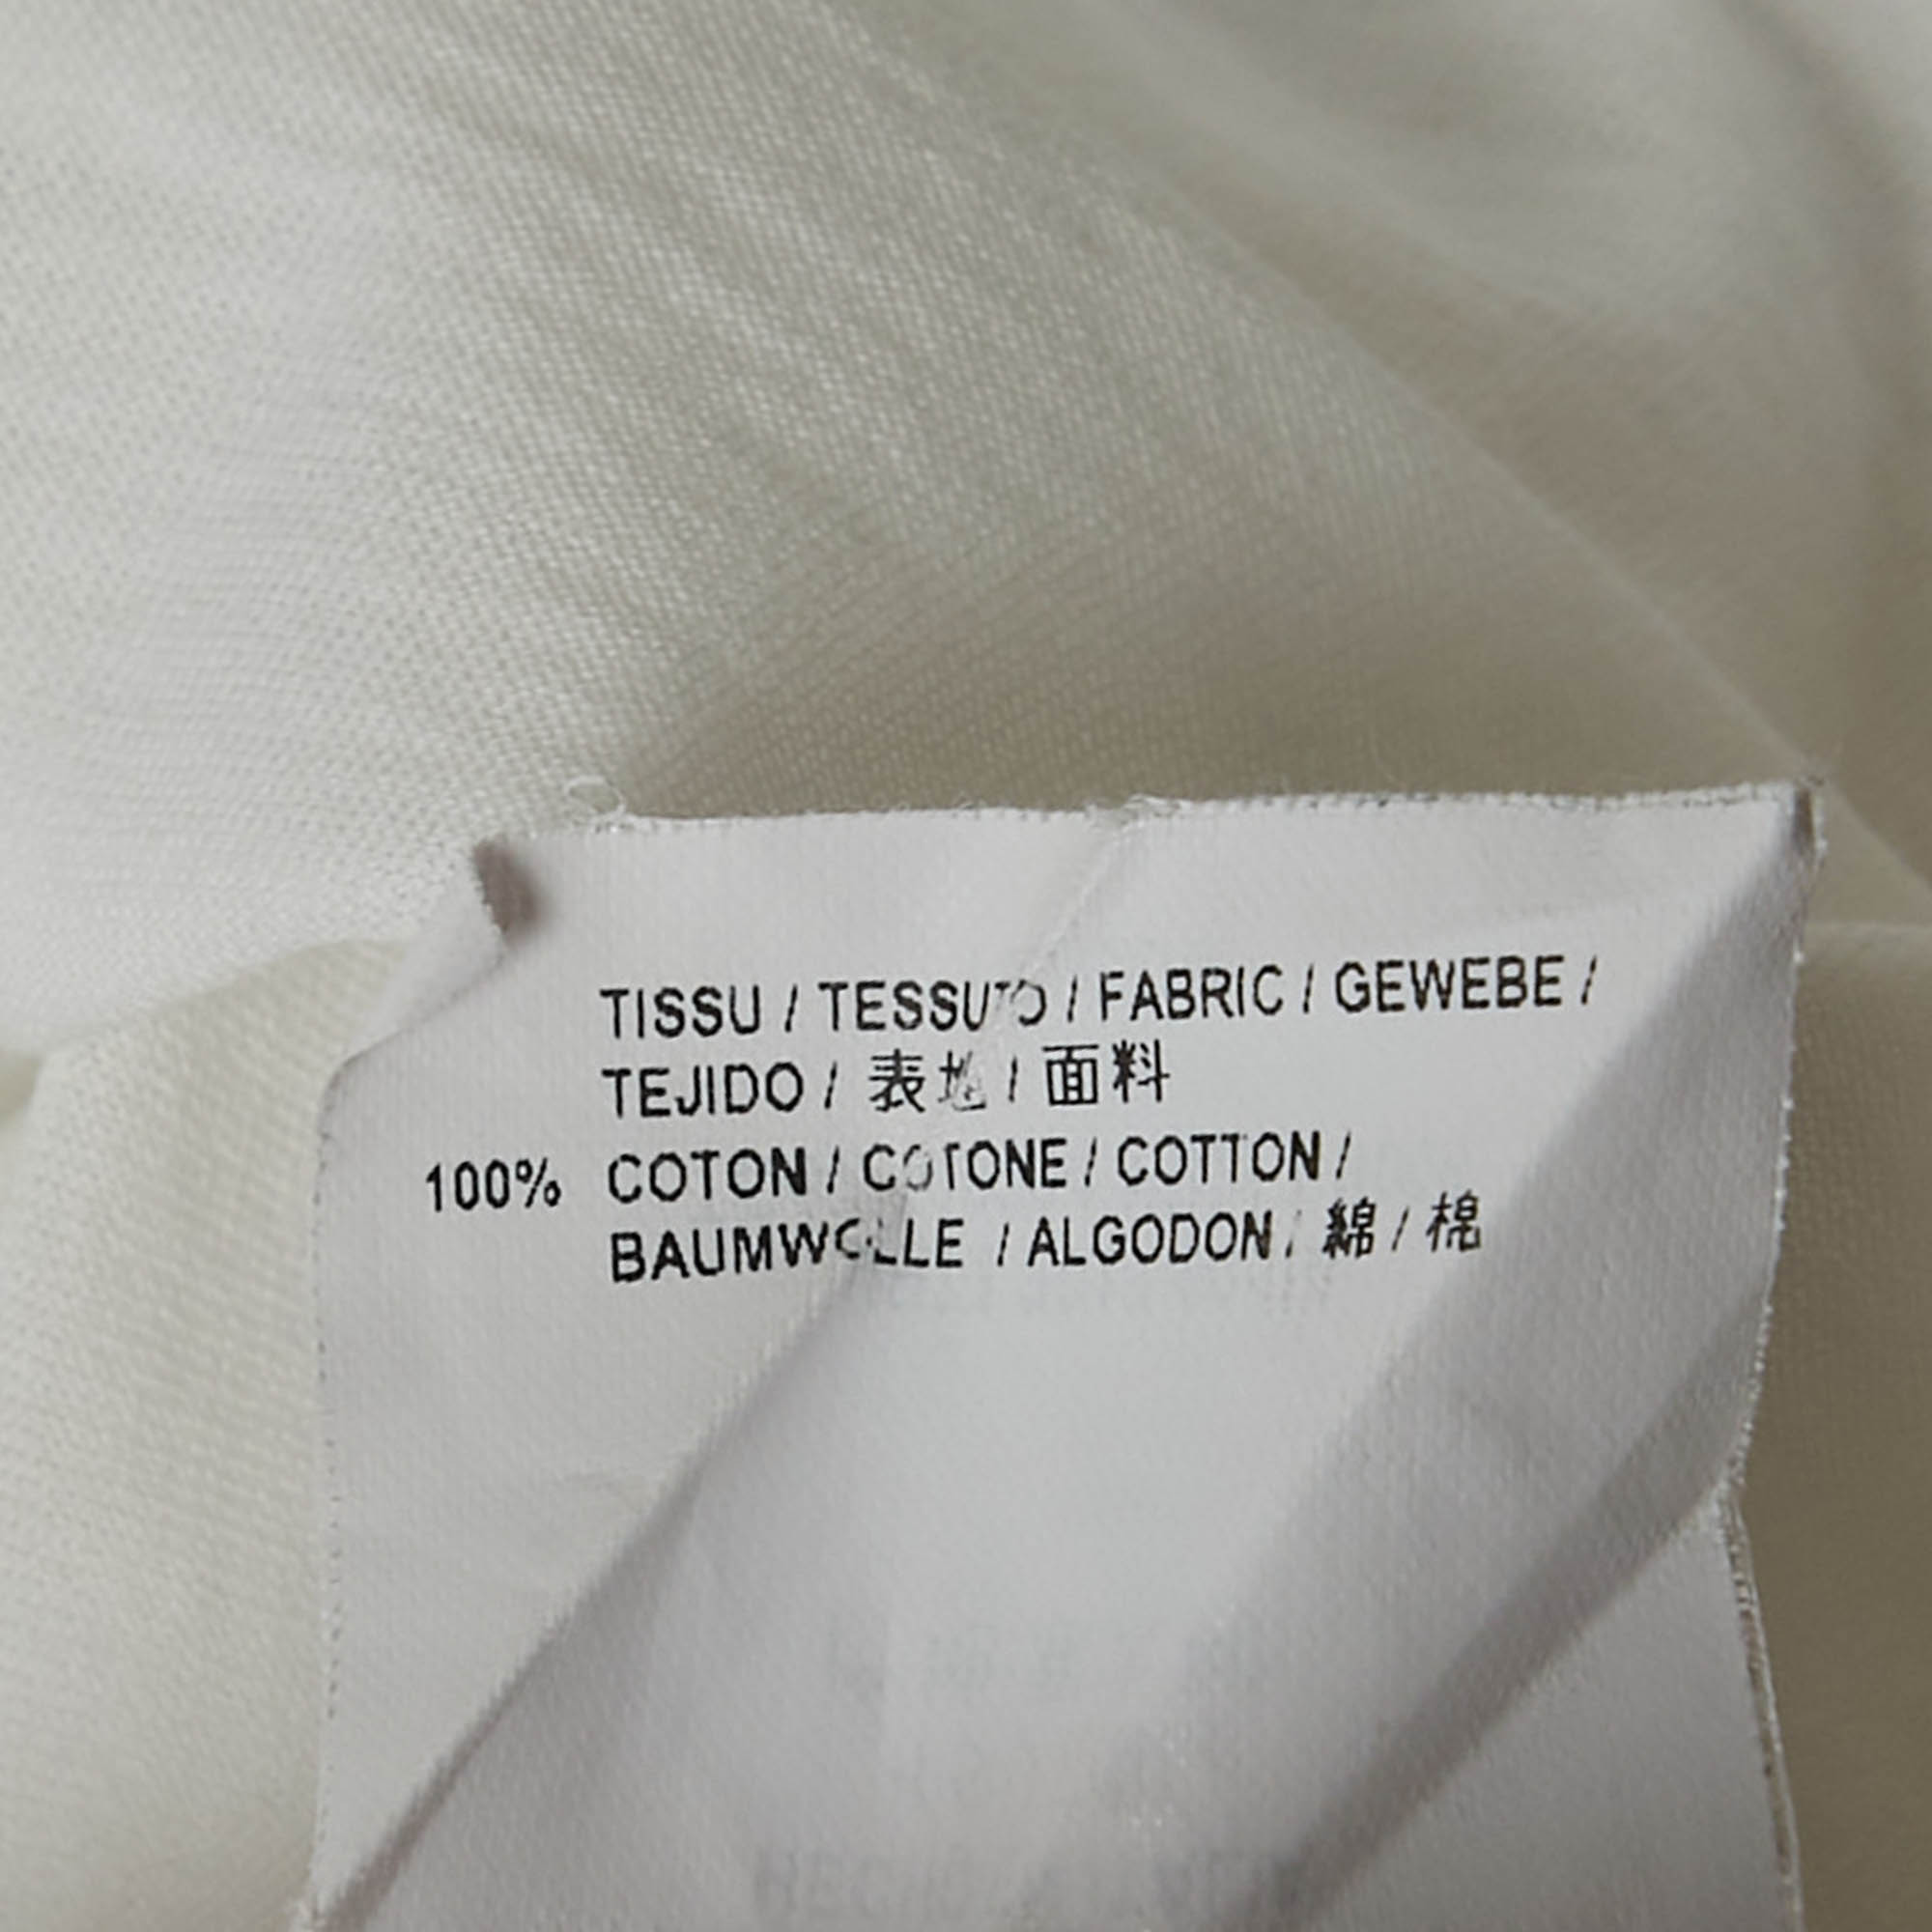 TISSU / TESSUTO / FABRIC / GEWEBE /
TEJIDO / 表地 / 面料
100% COTON / COTONE / COTTON /
BAUMWOLLE / ALGODON / 綿 / 棉